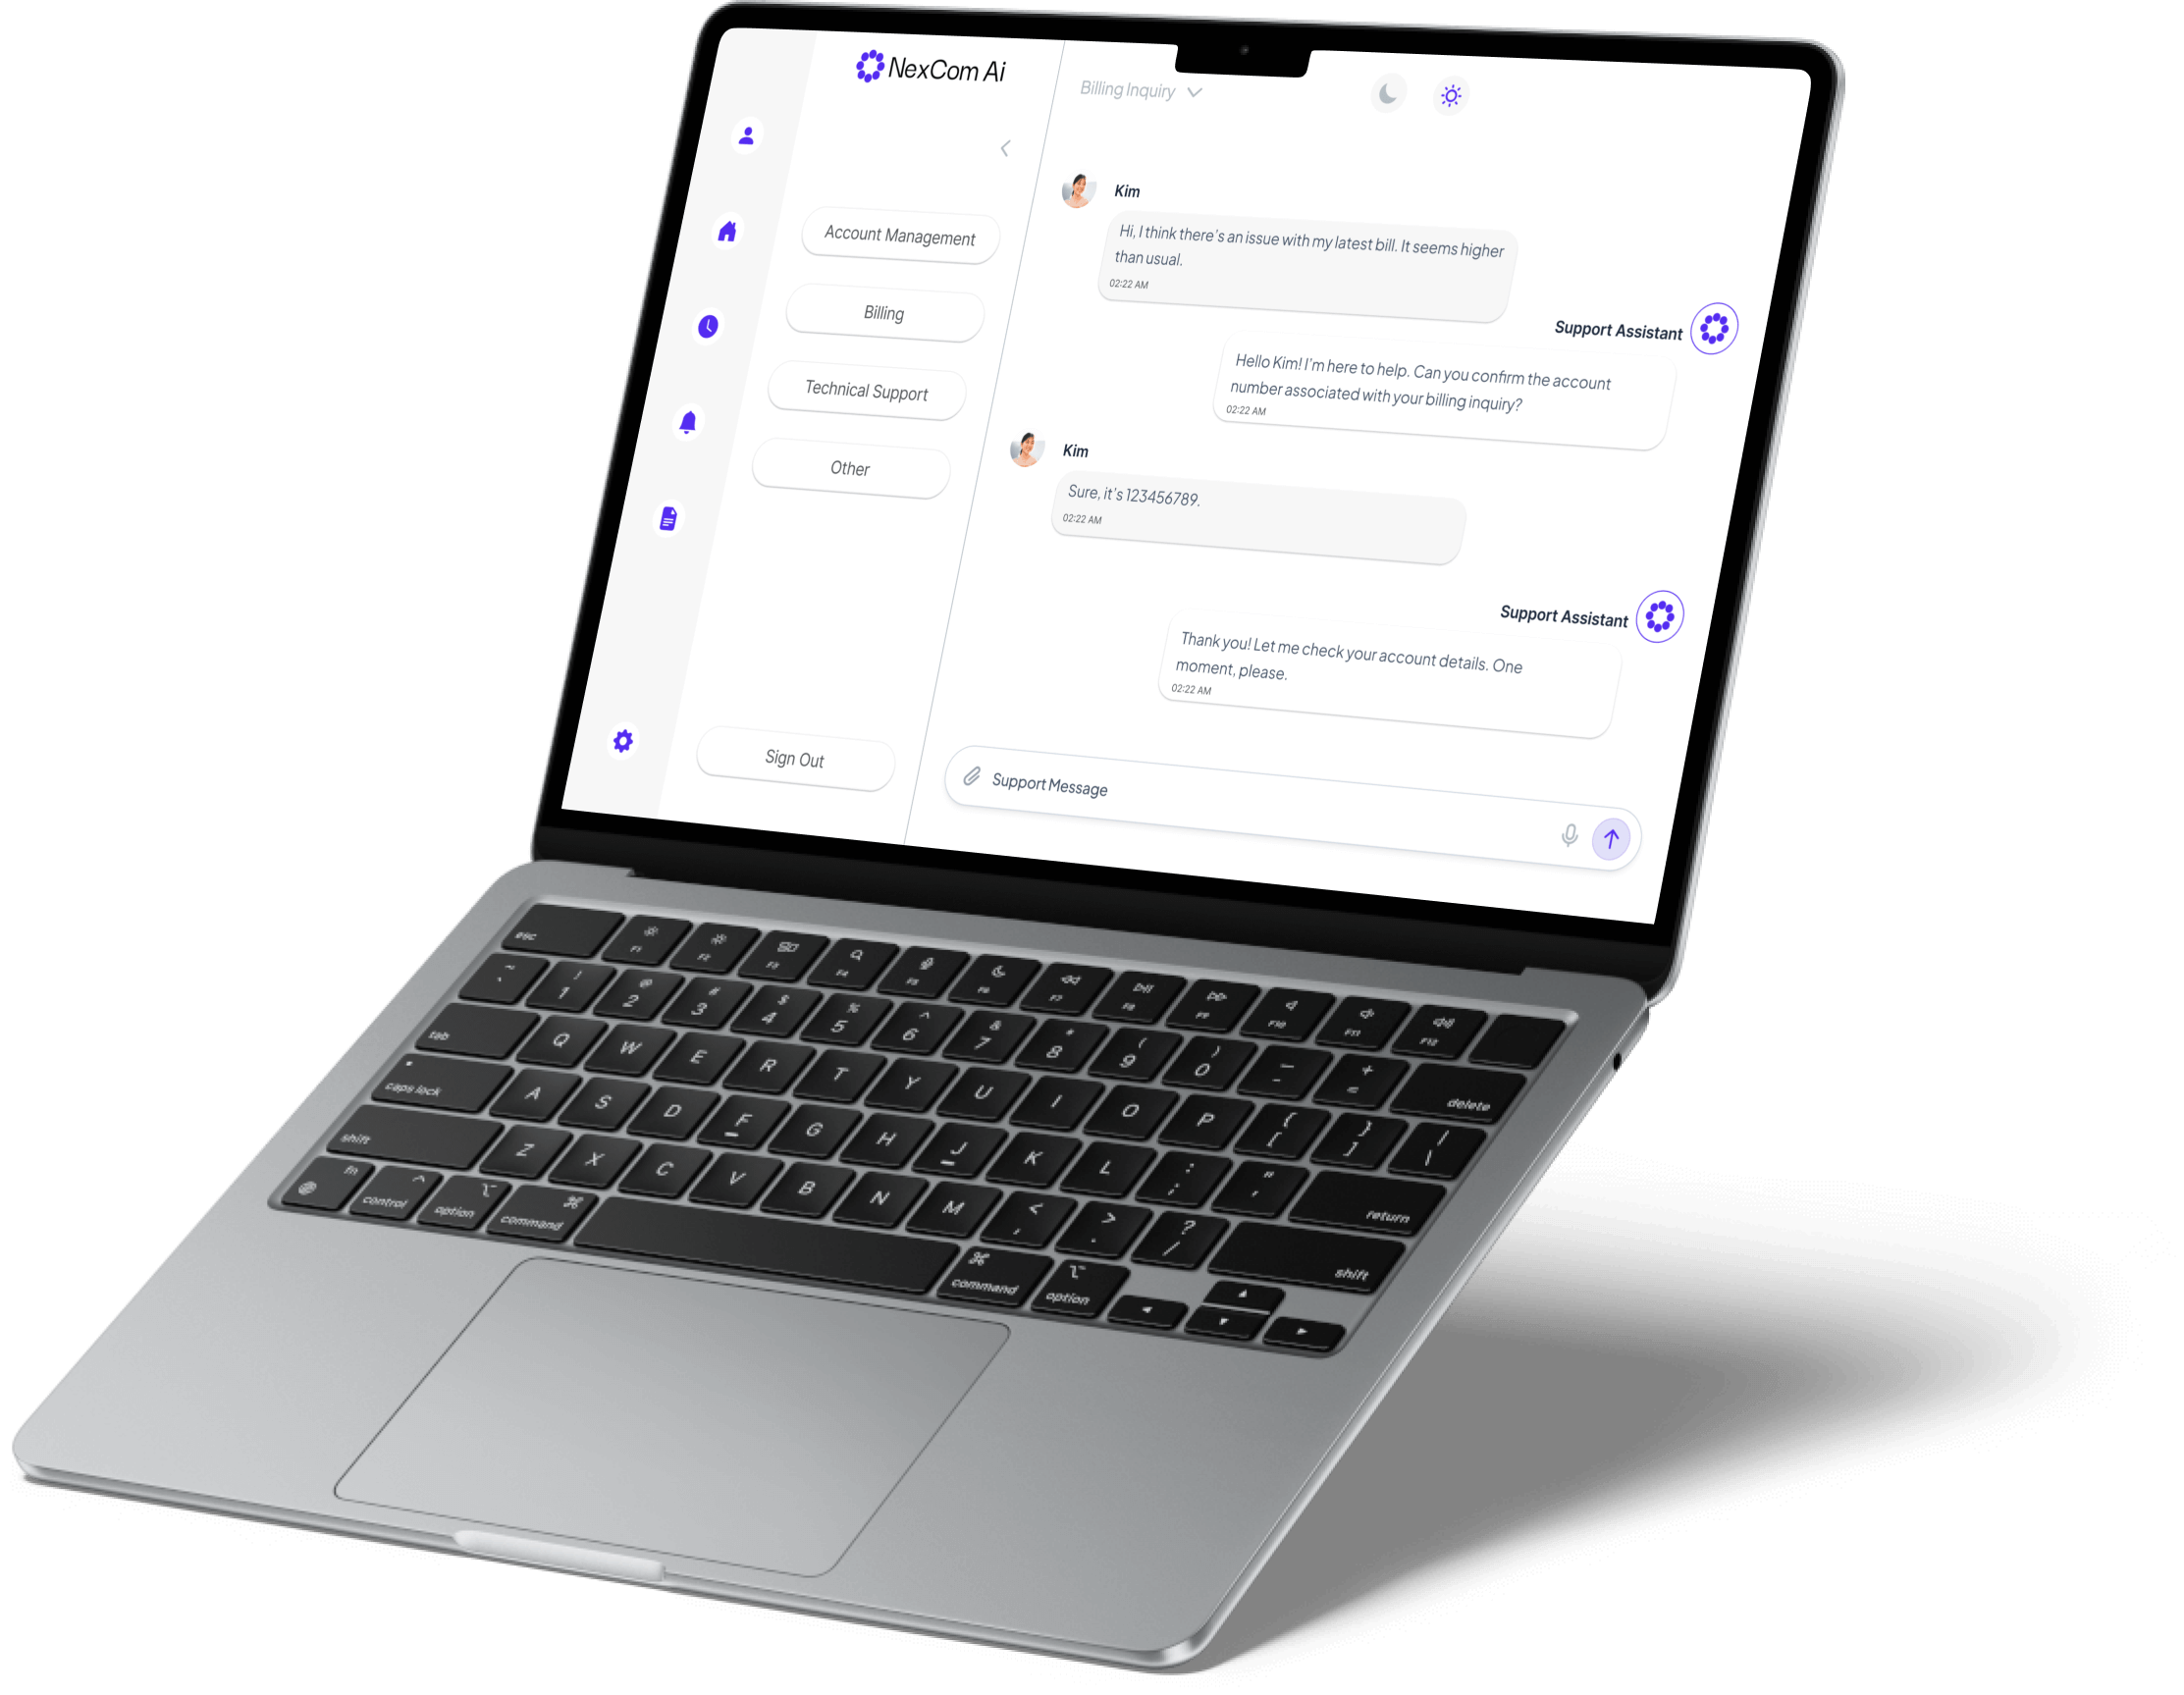 NexCom Ai
Billing Inquiry
Account Management
Billing
Technical Support
Other
Sign Out
Kim
Hi, I think there's an issue with my latest bill. It seems higher
than usual.
02:22 AM
Support Assistant
Hello Kim! I'm here to help. Can you confirm the account
number associated with your billing inquiry?
02:22 AM
Kim
Sure, it's 123456789.
02:22 AM
Support Assistant
Thank you! Let me check your account details. One
moment, please.
02:22 AM
Support Message
esc F1 F2 F3 F4 F5 F6 F7 F8 F9 F10 F11 F12
~ ` ! 1 @ 2 # 3 $ 4 % 5 ^ 6 & 7 * 8 ( 9 ) 0 — - + = delete
tab Q W E R T Y U I O P { [ } ] | \
caps lock A S D F G H J K L : ; " ' return
shift Z X C V B N M < , > . ? / shift
fn control option command command option